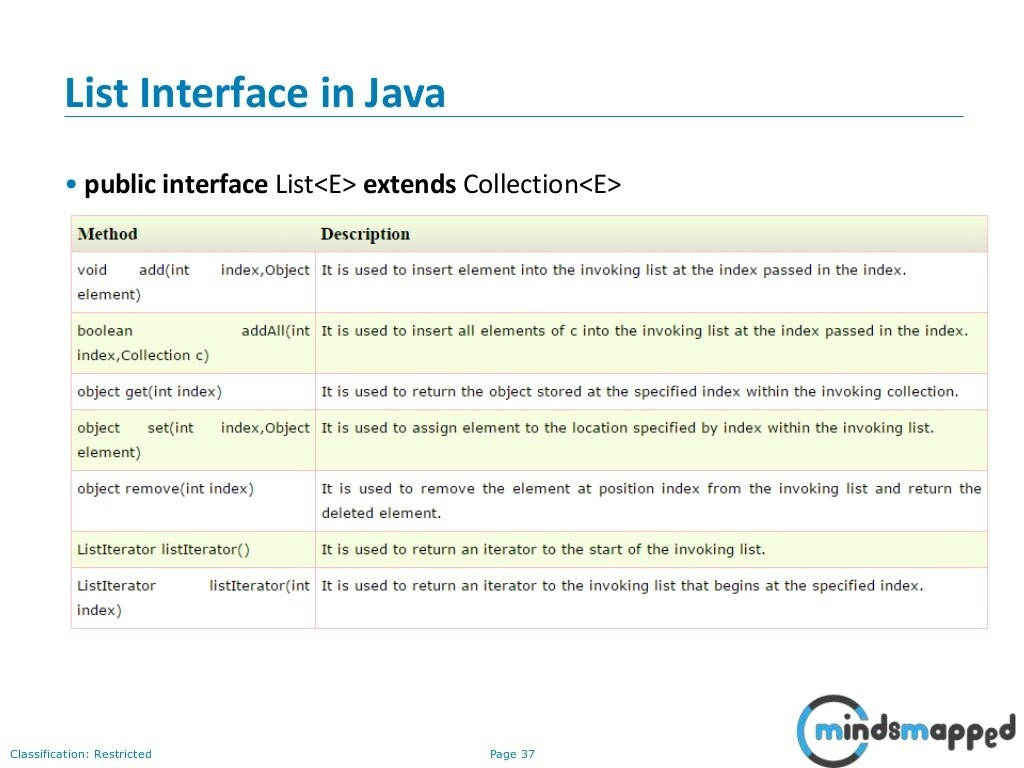 List Interface in Java
• public interface List<E> extends Collection<E>
Method Description
void add(int index,Object It is used to insert element into the invoking list at the index passed in the index.
element)
boolean addAll(int It is used to insert all elements of c into the invoking list at the index passed in the index.
index,Collection c)
object get(int index) It is used to return the object stored at the specified index within the invoking collection.
object set(int index,Object It is used to assign element to the location specified by index within the invoking list.
element)
object remove(int index) It is used to remove the element at position index from the invoking list and return the
deleted element.
ListIterator listIterator() It is used to return an iterator to the start of the invoking list.
ListIterator listIterator(int It is used to return an iterator to the invoking list that begins at the specified index.
index)
mindsmapped
Classification: Restricted Page 37